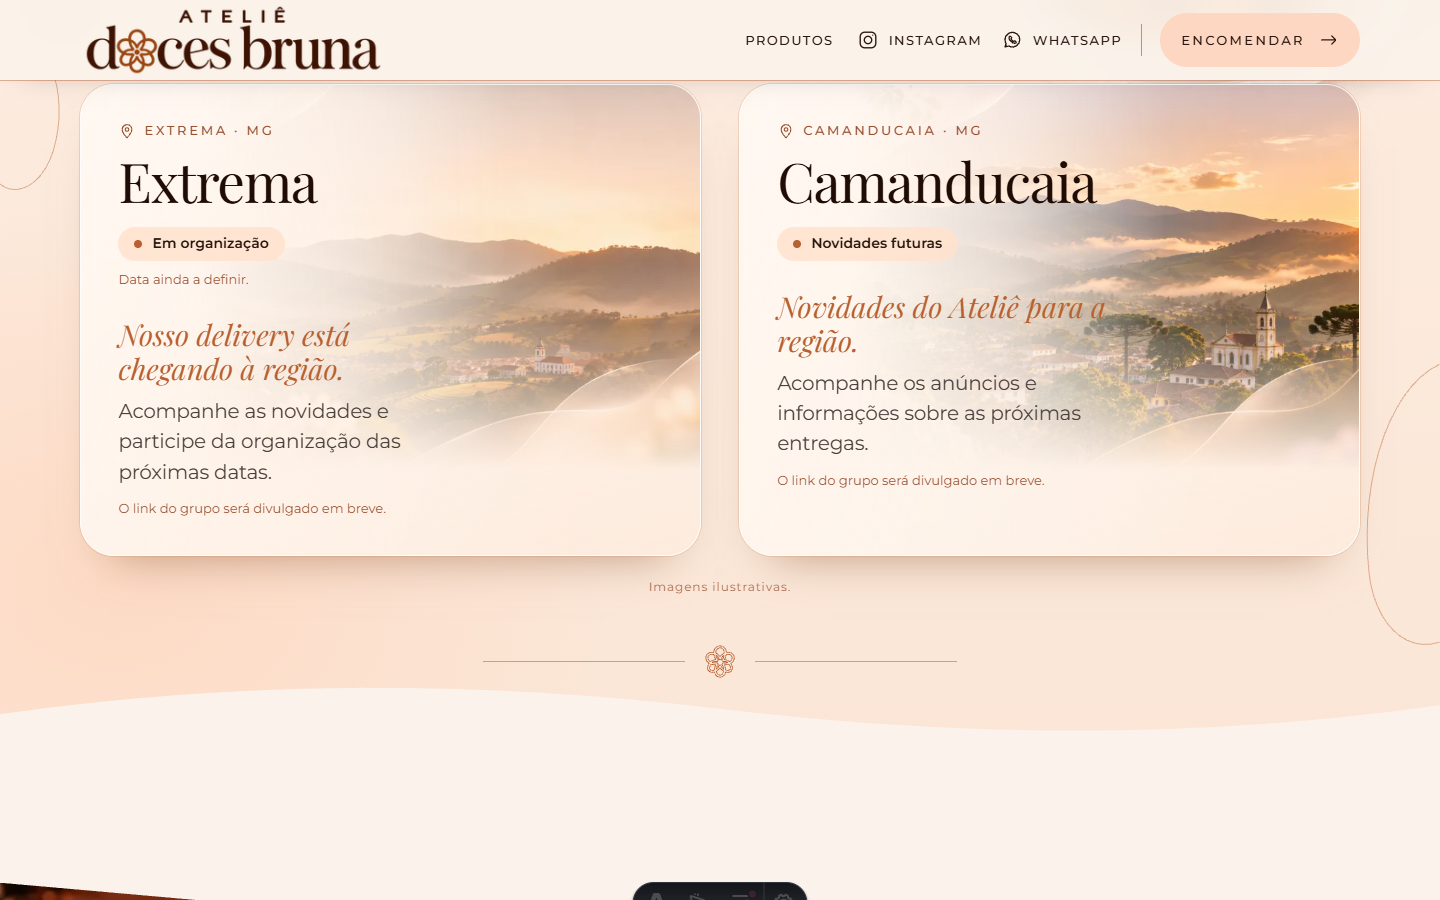 ATELIÊ
doces bruna
PRODUTOS
INSTAGRAM
WHATSAPP
ENCOMENDAR
EXTREMA · MG
Extrema
Em organização
Data ainda a definir.
Nosso delivery está
chegando à região.
Acompanhe as novidades e
participe da organização das
próximas datas.
O link do grupo será divulgado em breve.
CAMANDUCAIA · MG
Camanducaia
Novidades futuras
Novidades do Ateliê para a
região.
Acompanhe os anúncios e
informações sobre as próximas
entregas.
O link do grupo será divulgado em breve.
Imagens ilustrativas.